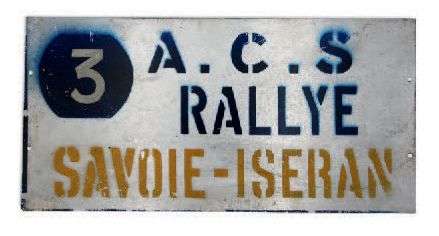 3 A.C.S
RALLYE
SAVOIE-ISERAN